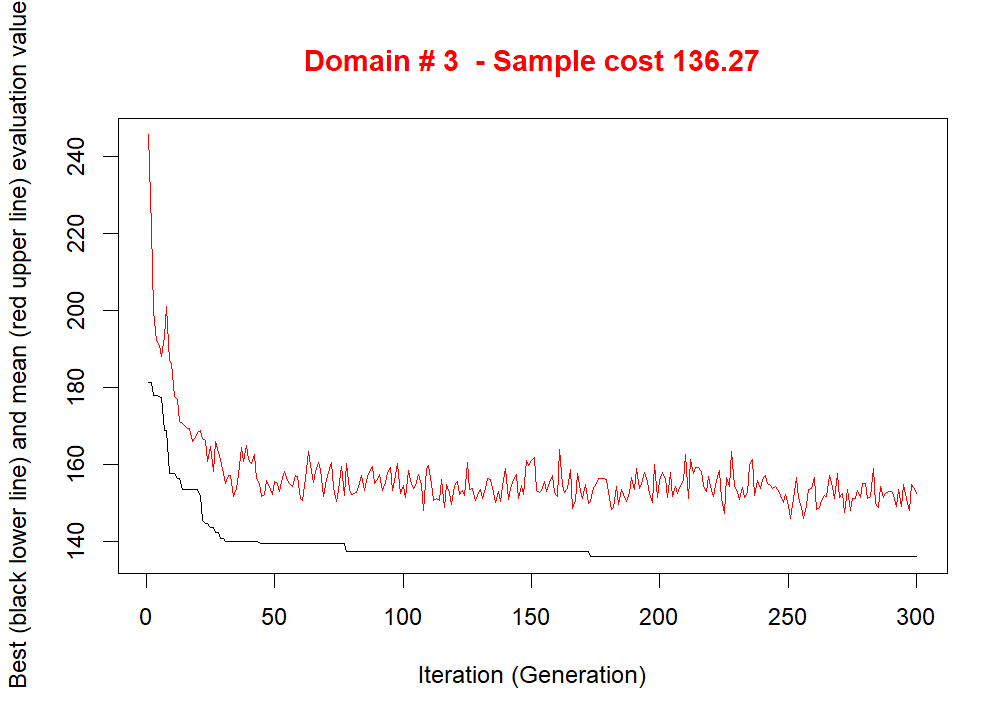 Domain # 3  - Sample cost 136.27
Best (black lower line) and mean (red upper line) evaluation value
240
220
200
180
160
140
0 50 100 150 200 250 300
Iteration (Generation)